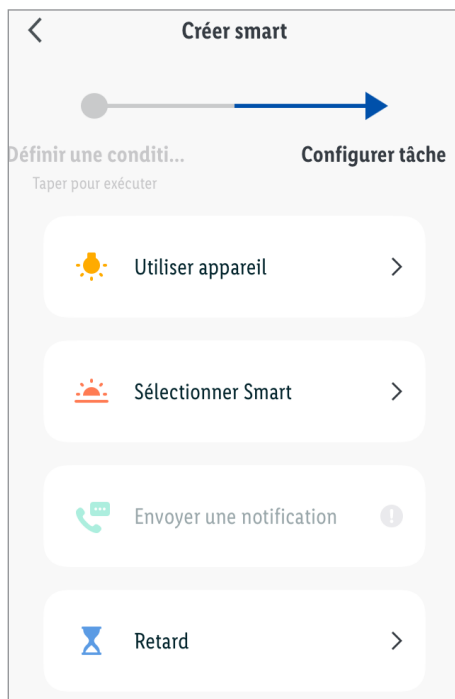 Créer smart
Définir une conditi...
Configurer tâche
Taper pour exécuter
Utiliser appareil
Sélectionner Smart
Envoyer une notification
Retard